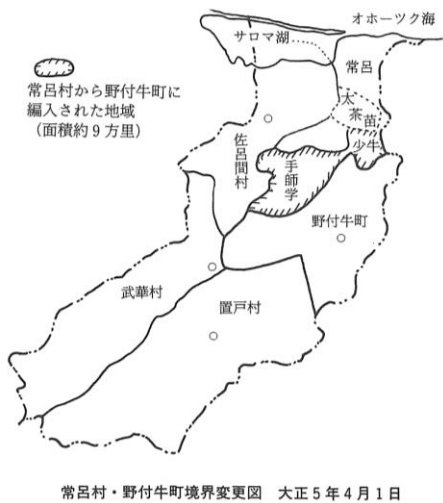 オホーツク海
サロマ湖
常呂
常呂村から野付牛町に
編入された地域
(面積約9方里)
太
茶苗
少牛
佐呂間村
手師学
野付牛町
武華村
置戸村
常呂村・野付牛町境界変更図 大正5年4月1日